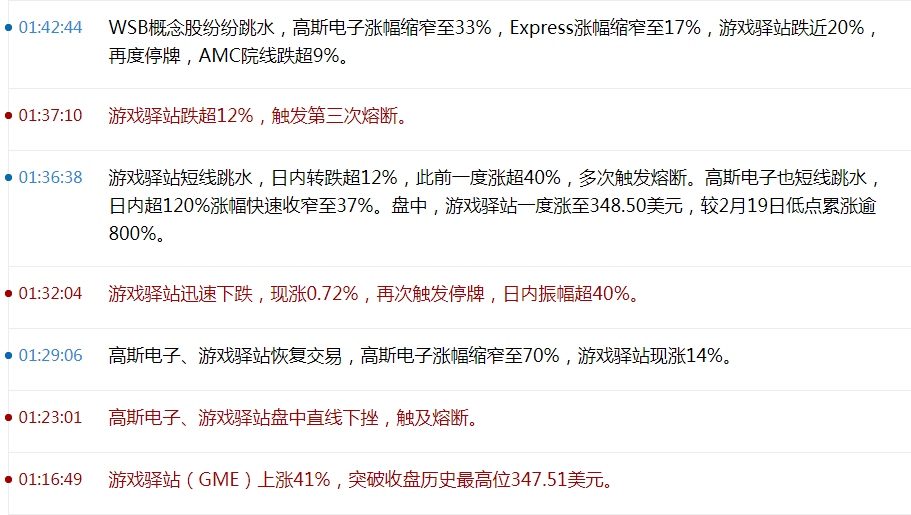 01:42:44
WSB概念股纷纷跳水，高斯电子涨幅缩窄至33%，Express涨幅缩窄至17%，游戏驿站跌近20%，
再度停牌，AMC院线跌超9%。
01:37:10
游戏驿站跌超12%，触发第三次熔断。
01:36:38
游戏驿站短线跳水，日内转跌超12%，此前一度涨超40%，多次触发熔断。高斯电子也短线跳水，
日内超120%涨幅快速收窄至37%。盘中，游戏驿站一度涨至348.50美元，较2月19日低点累涨逾
800%。
01:32:04
游戏驿站迅速下跌，现涨0.72%，再次触发停牌，日内振幅超40%。
01:29:06
高斯电子、游戏驿站恢复交易，高斯电子涨幅缩窄至70%，游戏驿站现涨14%。
01:23:01
高斯电子、游戏驿站盘中直线下挫，触及熔断。
01:16:49
游戏驿站（GME）上涨41%，突破收盘历史最高位347.51美元。